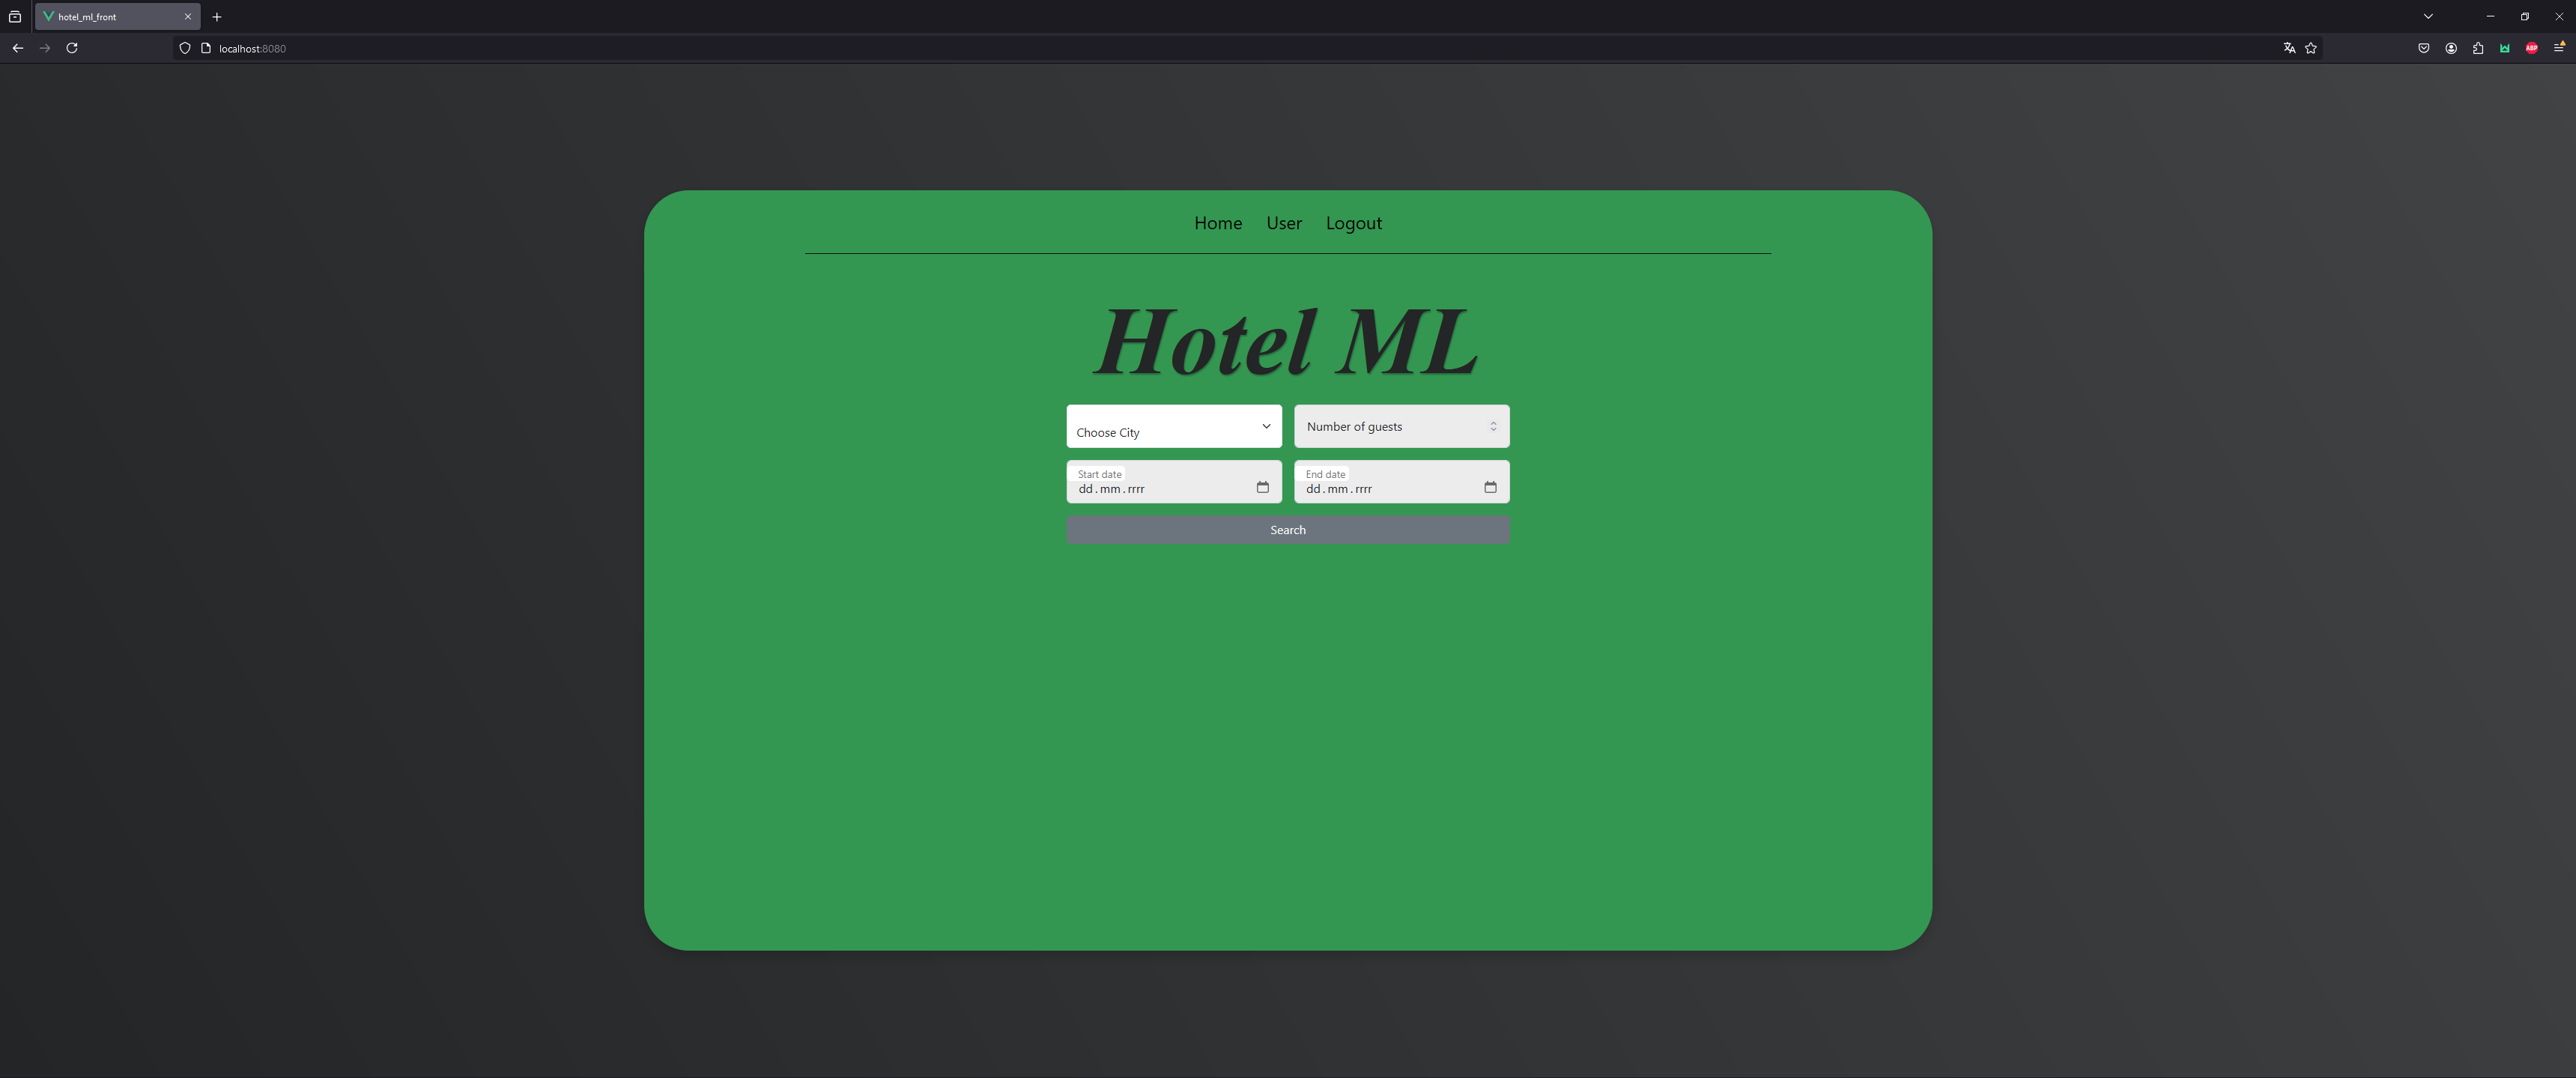 hotel_ml_front
localhost:8080
ABP
Home User Logout
Hotel ML
Choose City
Number of guests
Start date
dd.mm.rrrr
End date
dd.mm.rrrr
Search